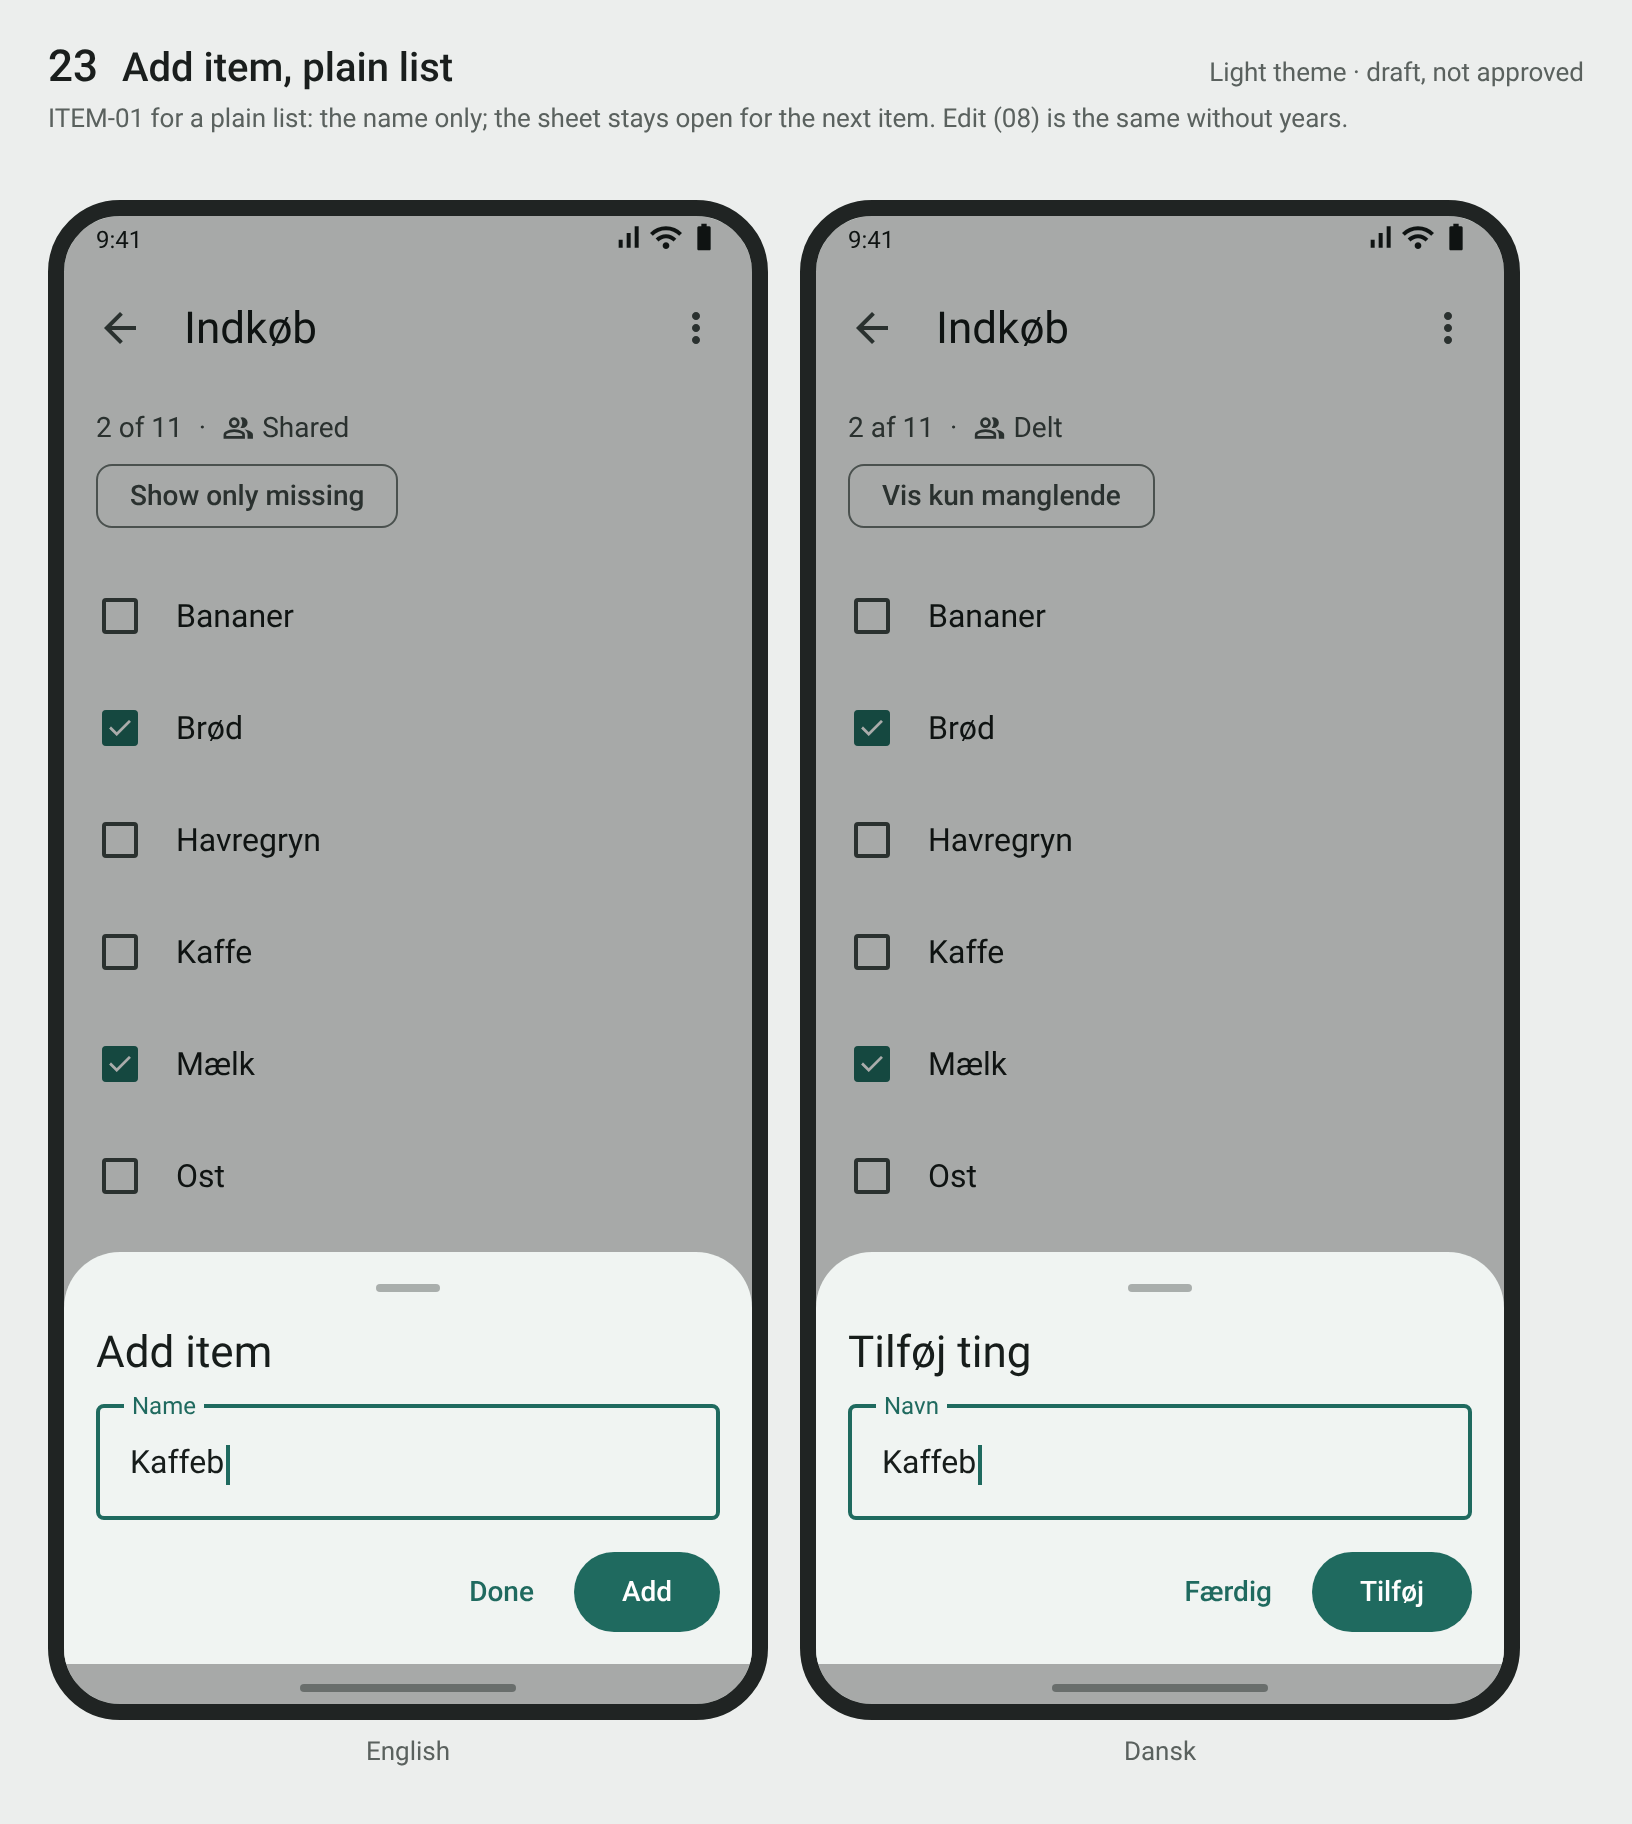 23 Add item, plain list
Light theme · draft, not approved
ITEM-01 for a plain list: the name only; the sheet stays open for the next item. Edit (08) is the same without years.
9:41
Indkøb
2 of 11 · Shared
Show only missing
Bananer
Brød
Havregryn
Kaffe
Mælk
Ost
Add item
Name
Kaffeb
Done
Add
English
9:41
Indkøb
2 af 11 · Delt
Vis kun manglende
Bananer
Brød
Havregryn
Kaffe
Mælk
Ost
Tilføj ting
Navn
Kaffeb
Færdig
Tilføj
Dansk